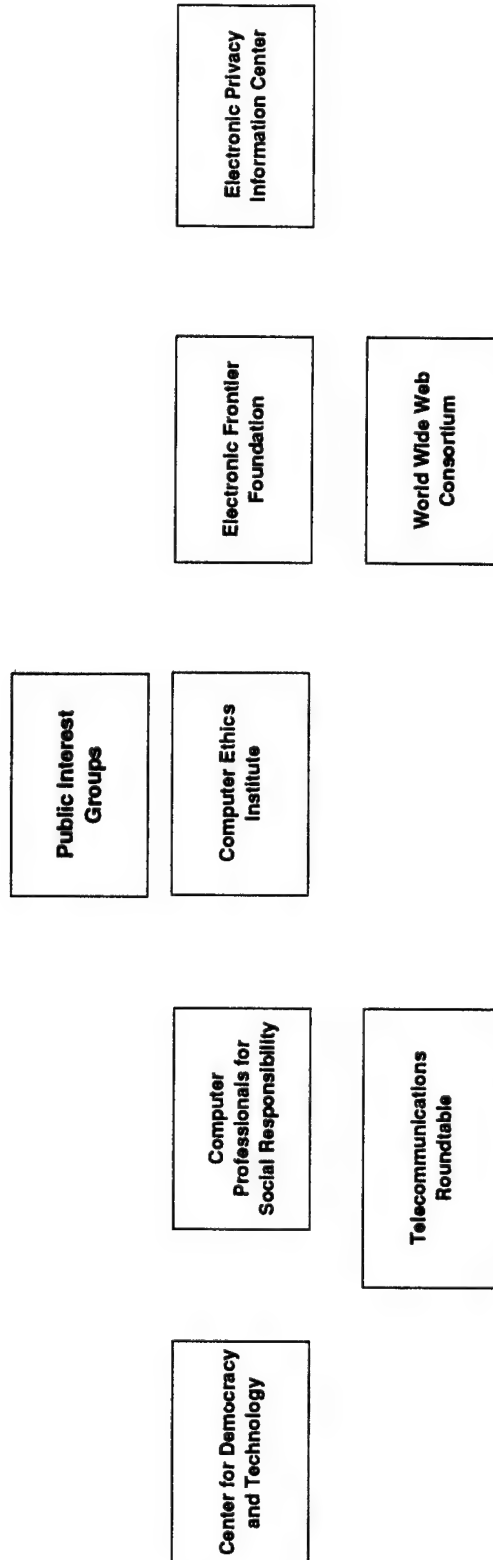 Public Interest
Groups
Center for Democracy
and Technology
Computer
Professionals for
Social Responsibility
Computer Ethics
Institute
Electronic Frontier
Foundation
Electronic Privacy
Information Center
Telecommunications
Roundtable
World Wide Web
Consortium